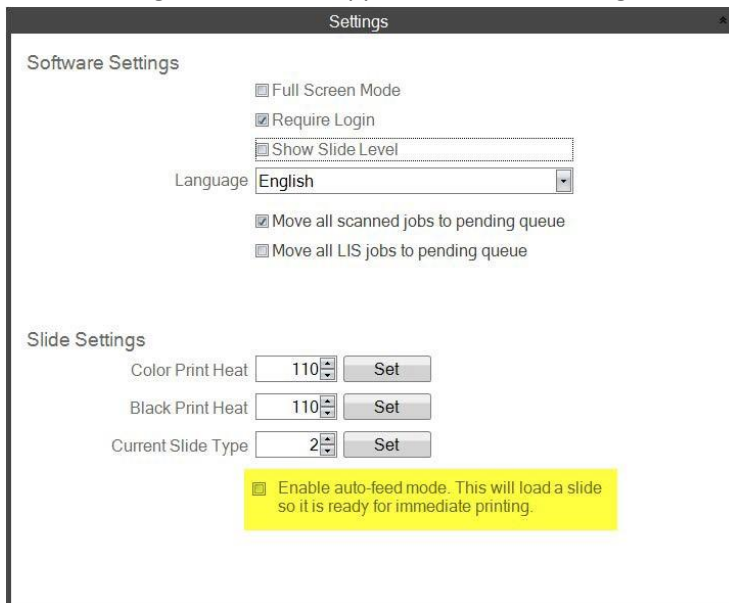 Settings
Software Settings
Full Screen Mode
Require Login
Show Slide Level
Language English
Move all scanned jobs to pending queue
Move all LIS jobs to pending queue
Slide Settings
Color Print Heat 110 Set
Black Print Heat 110 Set
Current Slide Type 2 Set
Enable auto-feed mode. This will load a slide
so it is ready for immediate printing.